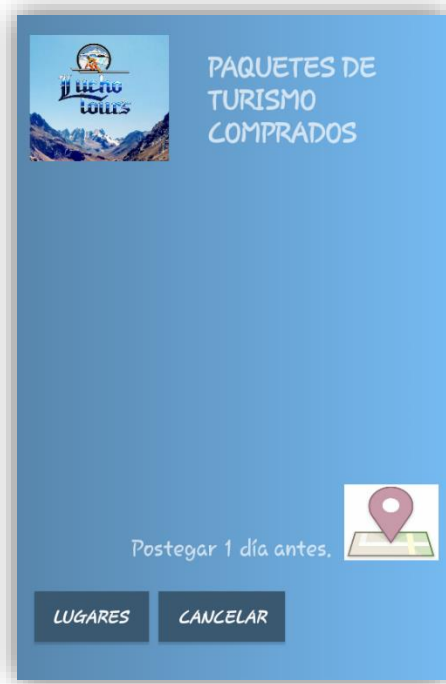 Lucho
tours
PAQUETES DE
TURISMO
COMPRADOS
Postegar 1 día antes.
LUGARES
CANCELAR